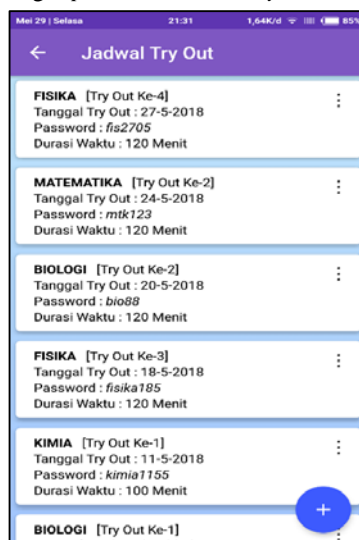 Mei 29 | Selasa 21:31 1,64K/d 85%
Jadwal Try Out
FISIKA [Try Out Ke-4]
Tanggal Try Out : 27-5-2018
Password : fis2705
Durasi Waktu : 120 Menit
MATEMATIKA [Try Out Ke-2]
Tanggal Try Out : 24-5-2018
Password : mtk123
Durasi Waktu : 120 Menit
BIOLOGI [Try Out Ke-2]
Tanggal Try Out : 20-5-2018
Password : bio88
Durasi Waktu : 120 Menit
FISIKA [Try Out Ke-3]
Tanggal Try Out : 18-5-2018
Password : fisika185
Durasi Waktu : 120 Menit
KIMIA [Try Out Ke-1]
Tanggal Try Out : 11-5-2018
Password : kimia1155
Durasi Waktu : 100 Menit
BIOLOGI [Try Out Ke-1]